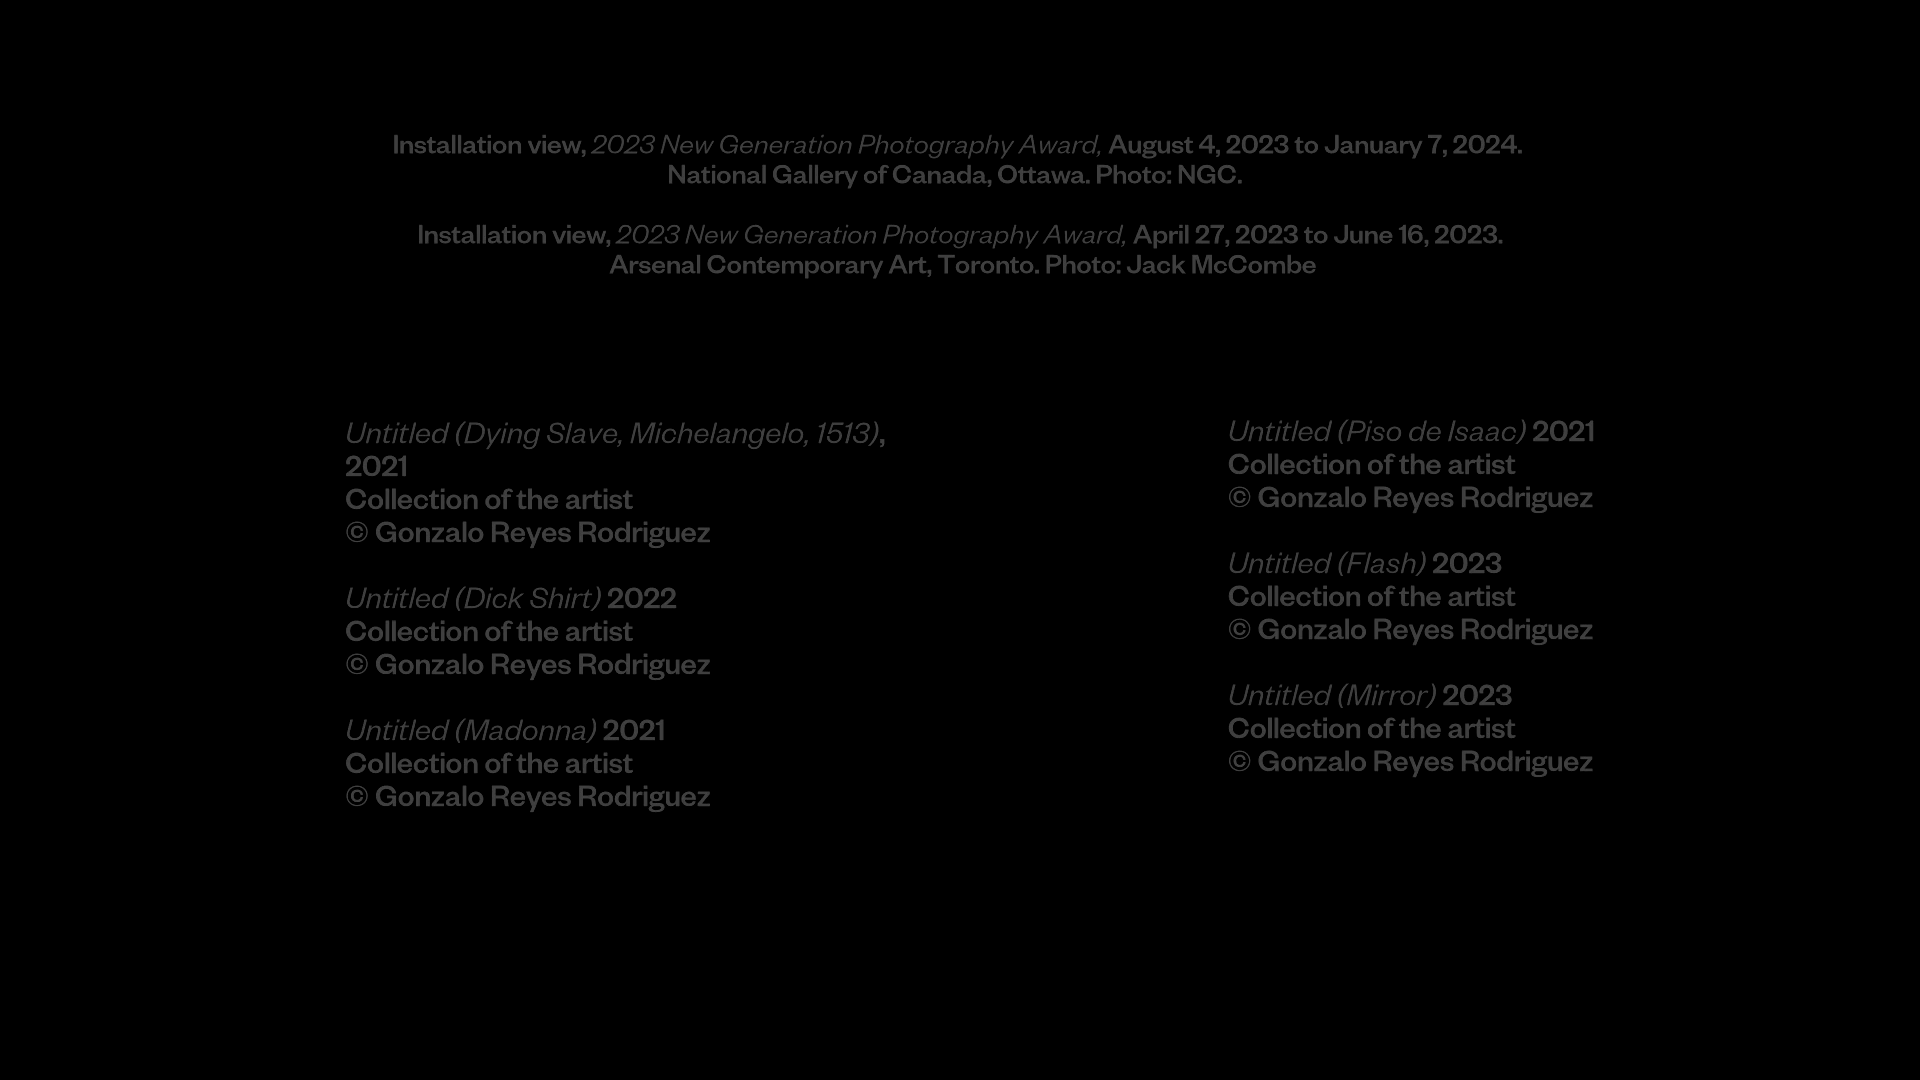 Installation view, 2023 New Generation Photography Award, August 4, 2023 to January 7, 2024.
National Gallery of Canada, Ottawa. Photo: NGC.
Installation view, 2023 New Generation Photography Award, April 27, 2023 to June 16, 2023.
Arsenal Contemporary Art, Toronto. Photo: Jack McCombe
Untitled (Dying Slave, Michelangelo, 1513),
2021
Collection of the artist
© Gonzalo Reyes Rodriguez
Untitled (Dick Shirt) 2022
Collection of the artist
© Gonzalo Reyes Rodriguez
Untitled (Madonna) 2021
Collection of the artist
© Gonzalo Reyes Rodriguez
Untitled (Piso de Isaac) 2021
Collection of the artist
© Gonzalo Reyes Rodriguez
Untitled (Flash) 2023
Collection of the artist
© Gonzalo Reyes Rodriguez
Untitled (Mirror) 2023
Collection of the artist
© Gonzalo Reyes Rodriguez